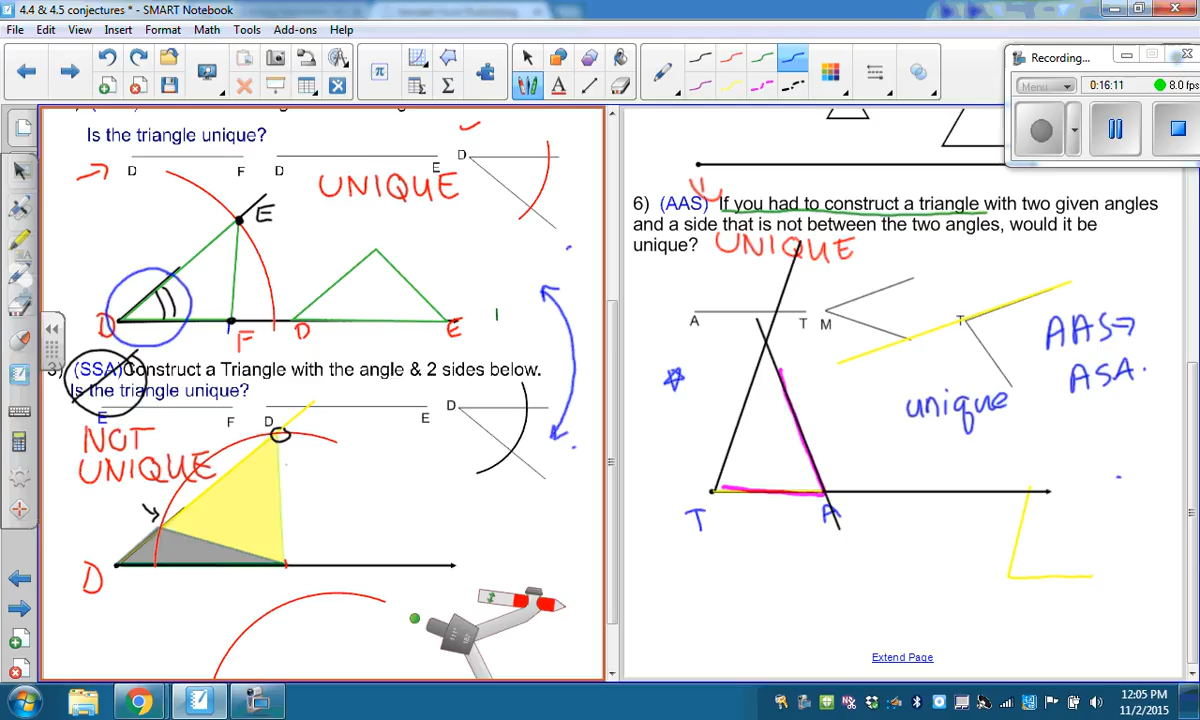 4.4 & 4.5 conjectures * - SMART Notebook
File Edit View Insert Format Math Tools Add-ons Help
Recording...
Menu
0:16:11
8.0 fps
Is the triangle unique?
D F D E D
UNIQUE
E
D F D E
3) (SSA) Construct a Triangle with the angle & 2 sides below.
Is the triangle unique?
E F D E D
NOT
UNIQUE
D
6) (AAS) If you had to construct a triangle with two given angles
and a side that is not between the two angles, would it be
unique? UNIQUE
A T M T
AAS→
ASA.
unique
T A
Extend Page
12:05 PM
11/2/2015